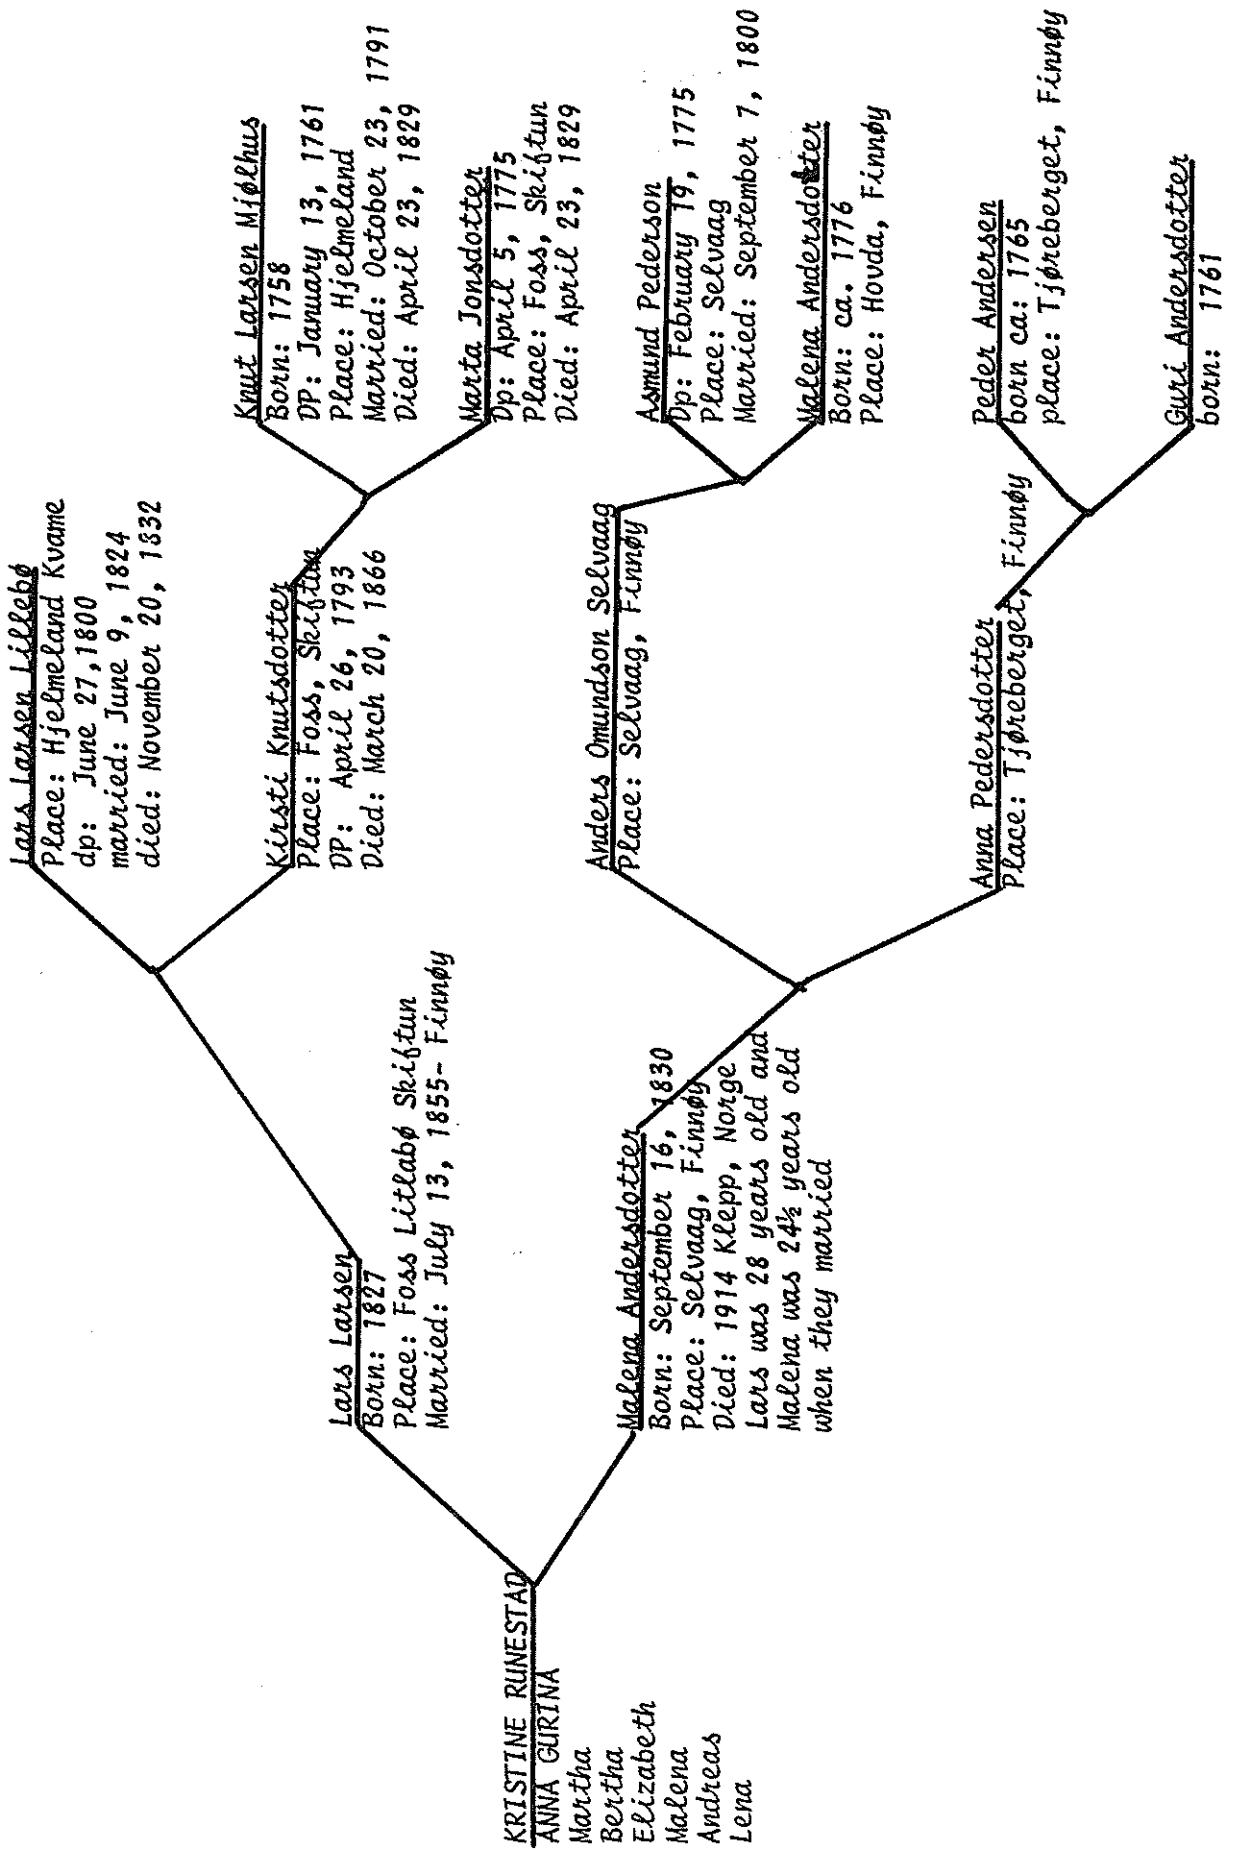 KRISTINE RUNESTAD
ANNA GURINA
Martha
Bertha
Elizabeth
Malena
Andreas
Lena
Lars Larsen
Born: 1827
Place: Foss Litlabø Skiftun
Married: July 13, 1855- Finnøy
Malena Andersdotter
Born: September 16, 1830
Place: Selvaag, Finnøy
Died: 1914 Klepp, Norge
Lars was 28 years old and
Malena was 24½ years old
when they married
Lars Larsen Lillebø
Place: Hjelmeland Kvame
dp: June 27,1800
married: June 9, 1824
died: November 20, 1832
Kirsti Knutsdotter
Place: Foss, Skiftun
DP: April 26, 1793
Died: March 20, 1866
Anders Omundson Selvaag
Place: Selvaag, Finnøy
Anna Pedersdotter
Place: Tjøreberget, Finnøy
Knut Larsen Mjølhus
Born: 1758
DP: January 13, 1761
Place: Hjelmeland
Married: October 23, 1791
Died: April 23, 1829
Marta Jonsdotter
Dp: April 5, 1775
Place: Foss, Skiftun
Died: April 23, 1829
Asmund Pederson
Dp: February 19, 1775
Place: Selvaag
Married: September 7, 1800
Malena Andersdotter
Born: ca. 1776
Place: Hovda, Finnøy
Peder Andersen
born ca: 1765
place: Tjøreberget, Finnøy
Guri Andersdotter
born: 1761